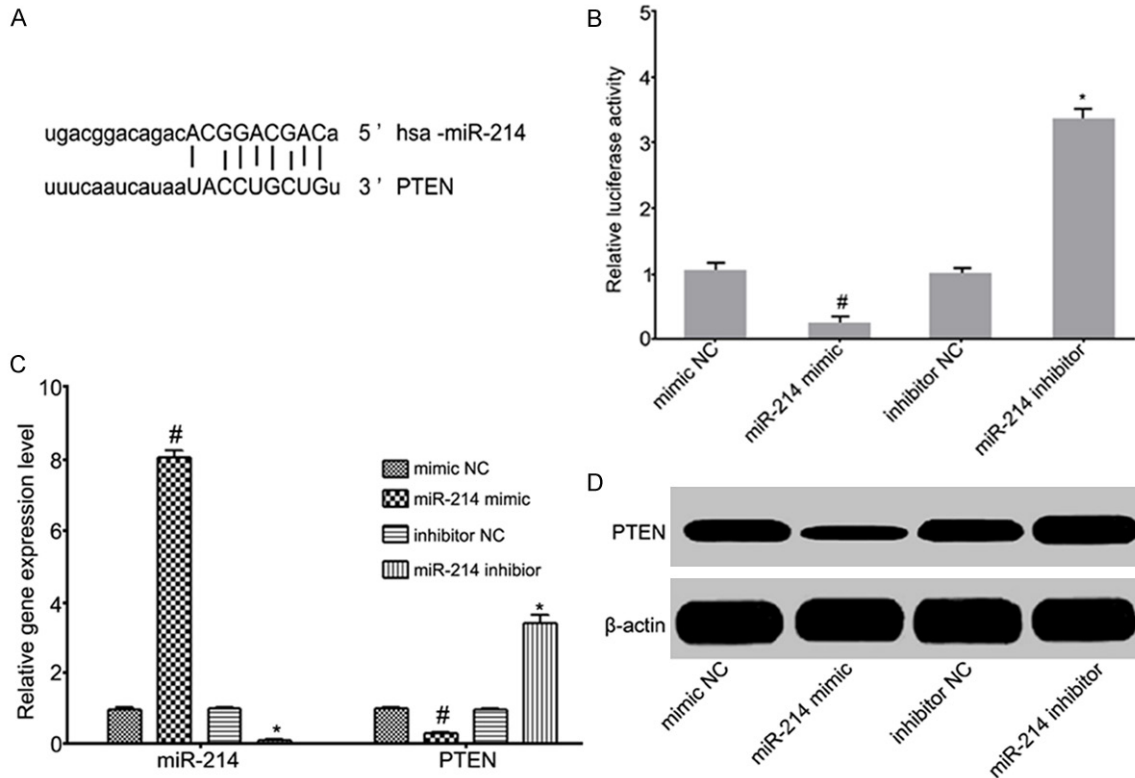 A
ugacggacagacACGGACGACa 5’ hsa -miR-214
uuucaaucauaaUACCUGCUGu 3’ PTEN
B
Relative luciferase activity
5
4
3
2
1
0
#
*
mimic NC
miR-214 mimic
inhibitor NC
miR-214 inhibitor
C
Relative gene expression level
10
8
6
4
2
0
#
*
#
*
miR-214
PTEN
mimic NC
miR-214 mimic
inhibitor NC
miR-214 inhibior
D
PTEN
β-actin
mimic NC
miR-214 mimic
inhibitor NC
miR-214 inhibitor